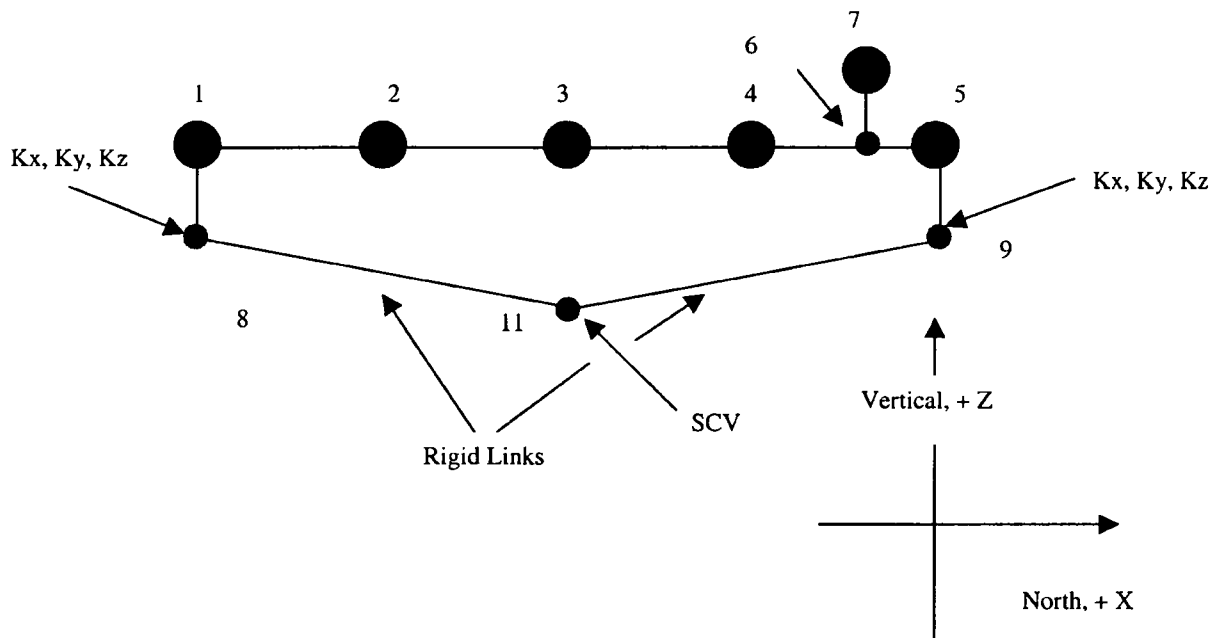 7
6
1
2
3
4
5
Kx, Ky, Kz
Kx, Ky, Kz
9
8
11
SCV
Vertical, + Z
Rigid Links
North, + X